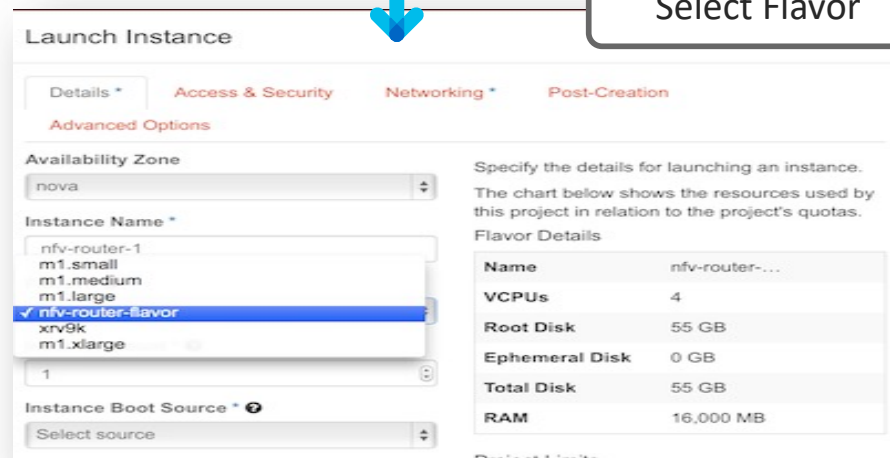 Select Flavor
Launch Instance
Details *
Access & Security
Networking *
Post-Creation
Advanced Options
Availability Zone
nova
Instance Name *
nfv-router-1
m1.small
m1.medium
m1.large
✓ nfv-router-flavor
xrv9k
m1.xlarge
1
Instance Boot Source *
Select source
Specify the details for launching an instance.
The chart below shows the resources used by
this project in relation to the project's quotas.
Flavor Details
Name nfv-router-...
VCPUs 4
Root Disk 55 GB
Ephemeral Disk 0 GB
Total Disk 55 GB
RAM 16,000 MB